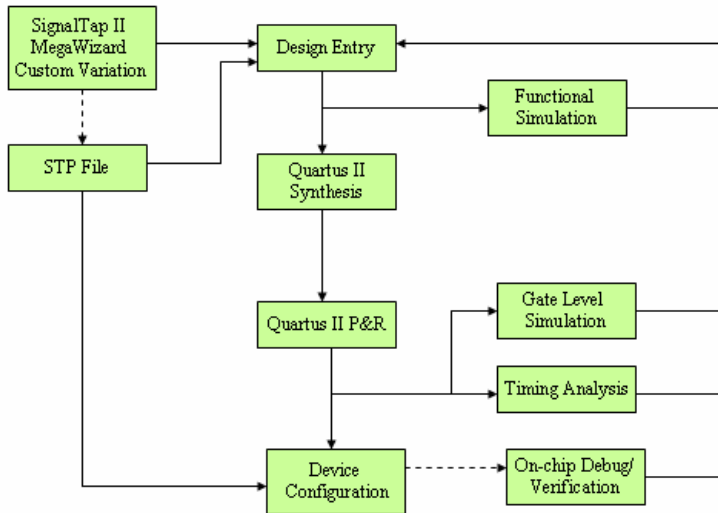 SignalTap II
MegaWizard
Custom Variation
Design Entry
Functional
Simulation
STP File
Quartus II
Synthesis
Gate Level
Simulation
Quartus II P&R
Timing Analysis
Device
Configuration
On-chip Debug/
Verification